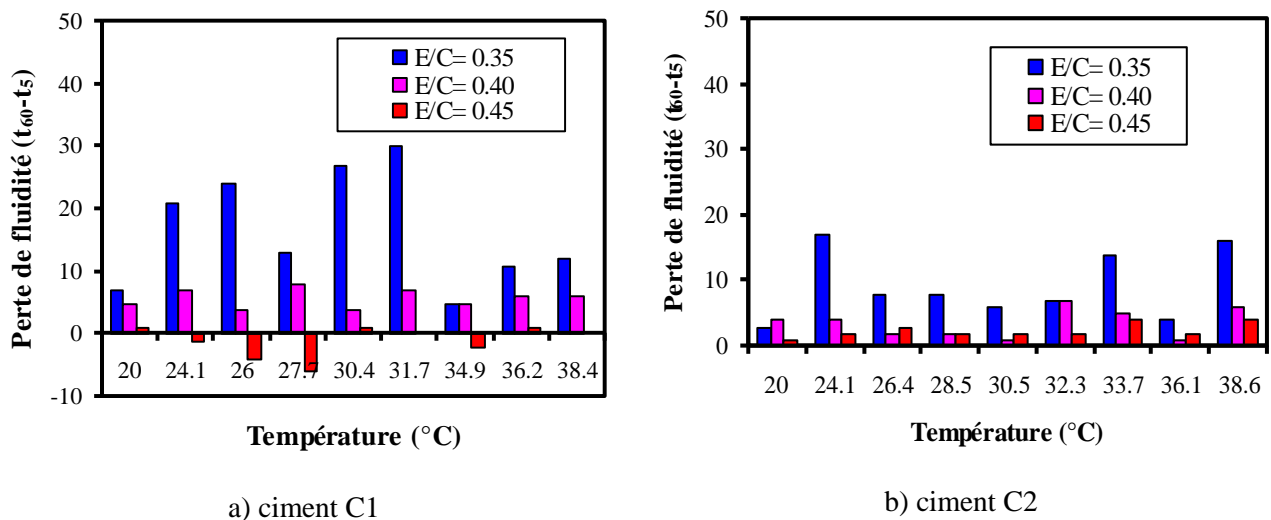 50
40
30
20
10
0
-10
Perte de fluidité (t60-t5)
E/C= 0.35
E/C= 0.40
E/C= 0.45
20 24.1 26 27.7 30.4 31.7 34.9 36.2 38.4
Température (°C)
a) ciment C1
50
40
30
20
10
0
Perte de fluidité (t60-t5)
E/C= 0.35
E/C= 0.40
E/C= 0.45
20 24.1 26.4 28.5 30.5 32.3 33.7 36.1 38.6
Température (°C)
b) ciment C2